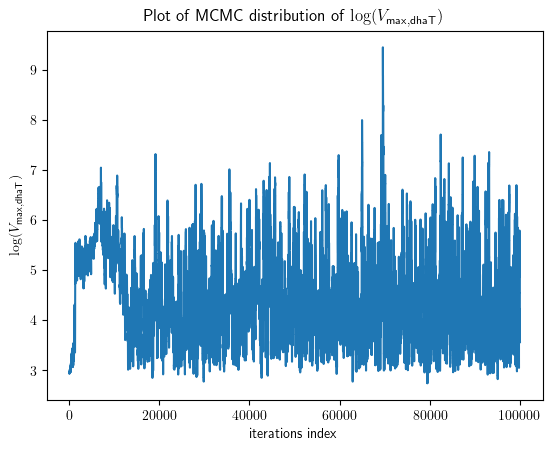 Plot of MCMC distribution of log(V_max,dhaT)
log(V_max,dhaT)
9
8
7
6
5
4
3
0 20000 40000 60000 80000 100000
iterations index